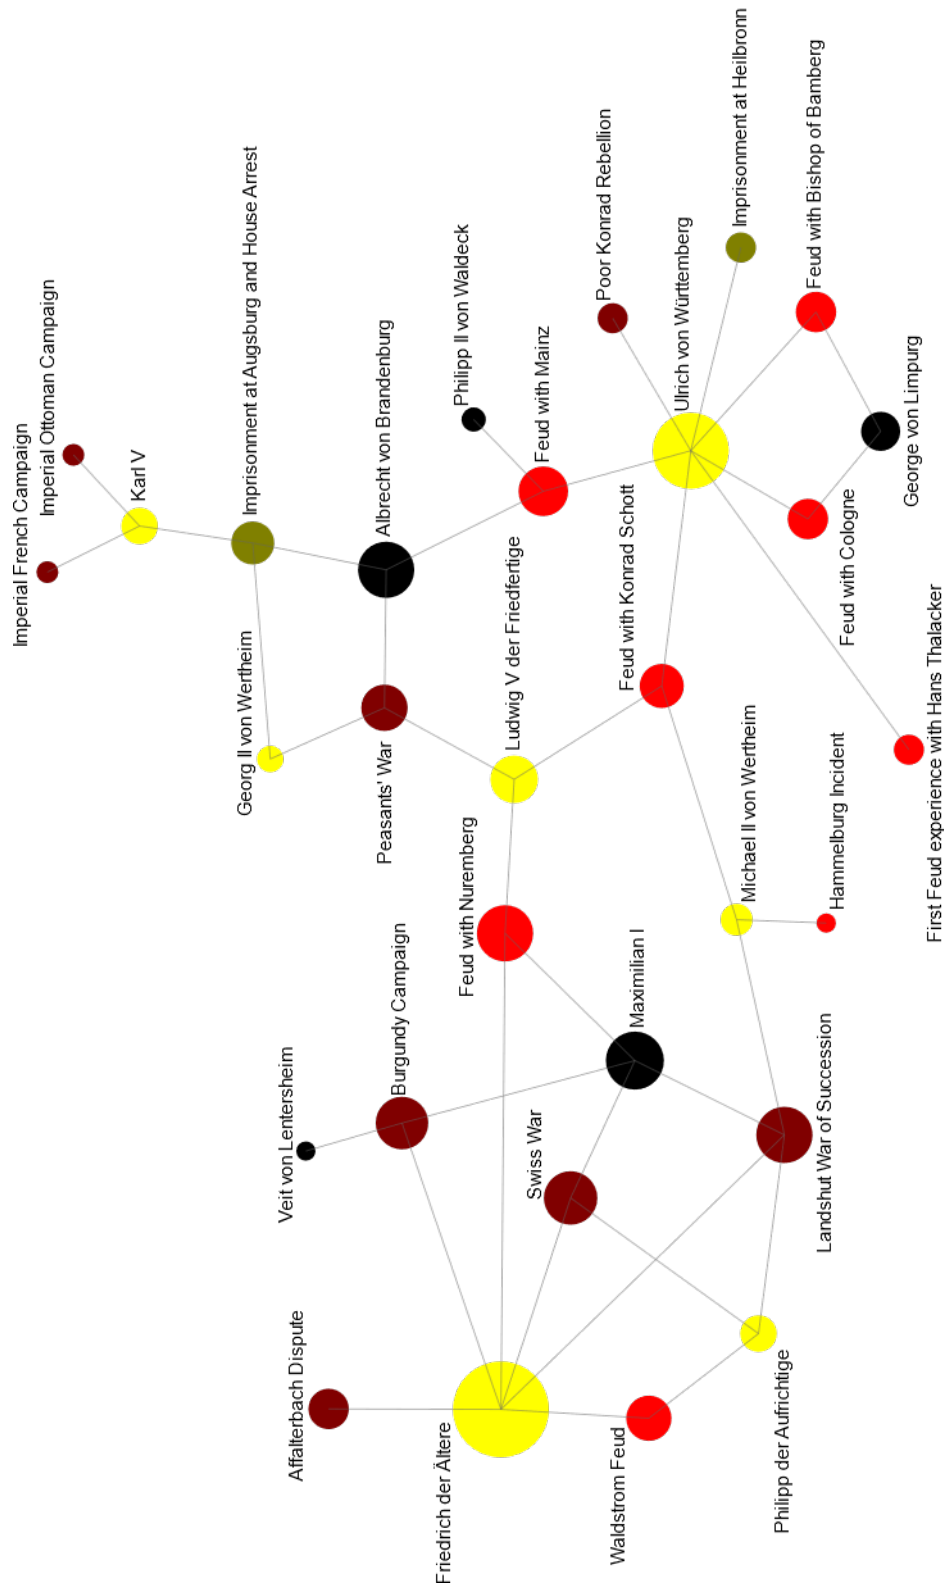 Imperial French Campaign
Imperial Ottoman Campaign
Karl V
Imprisonment at Augsburg and House Arrest
Georg II von Wertheim
Albrecht von Brandenburg
Peasants' War
Philipp II von Waldeck
Feud with Mainz
Ludwig V der Friedfertige
Poor Konrad Rebellion
Ulrich von Württemberg
Imprisonment at Heilbronn
Feud with Bishop of Bamberg
Feud with Konrad Schott
Feud with Cologne
George von Limpurg
First Feud experience with Hans Thalacker
Feud with Nuremberg
Michael II von Wertheim
Hammelburg Incident
Burgundy Campaign
Veit von Lentersheim
Maximilian I
Swiss War
Landshut War of Succession
Affalterbach Dispute
Friedrich der Ältere
Waldstrom Feud
Philipp der Aufrichtige